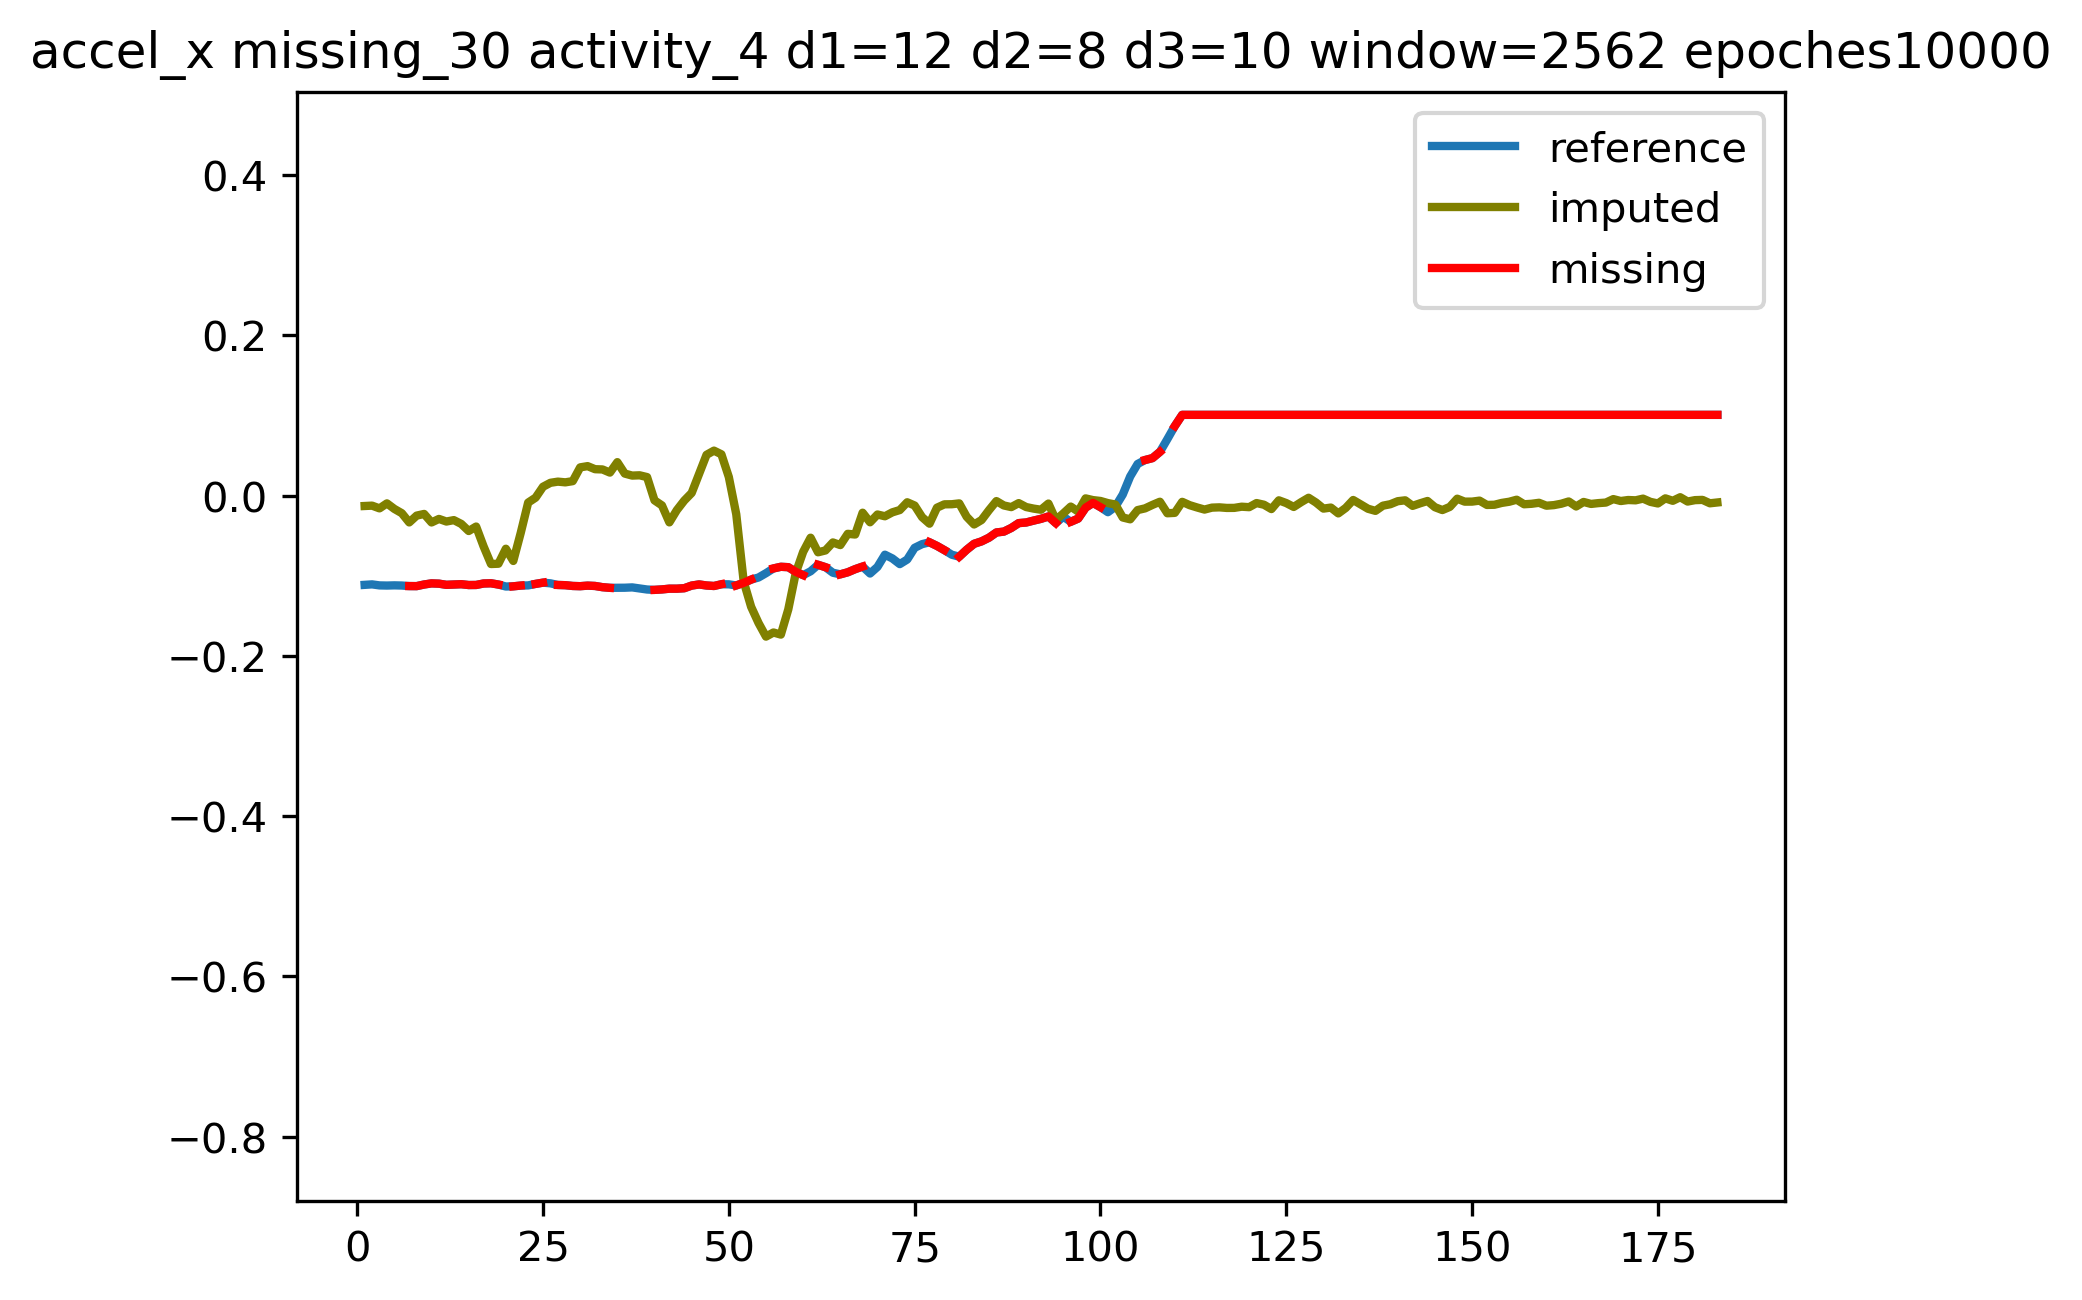 accel_x missing_30 activity_4 d1=12 d2=8 d3=10 window=2562 epoches10000
reference
imputed
missing
0.4
0.2
0.0
−0.2
−0.4
−0.6
−0.8
0 25 50 75 100 125 150 175